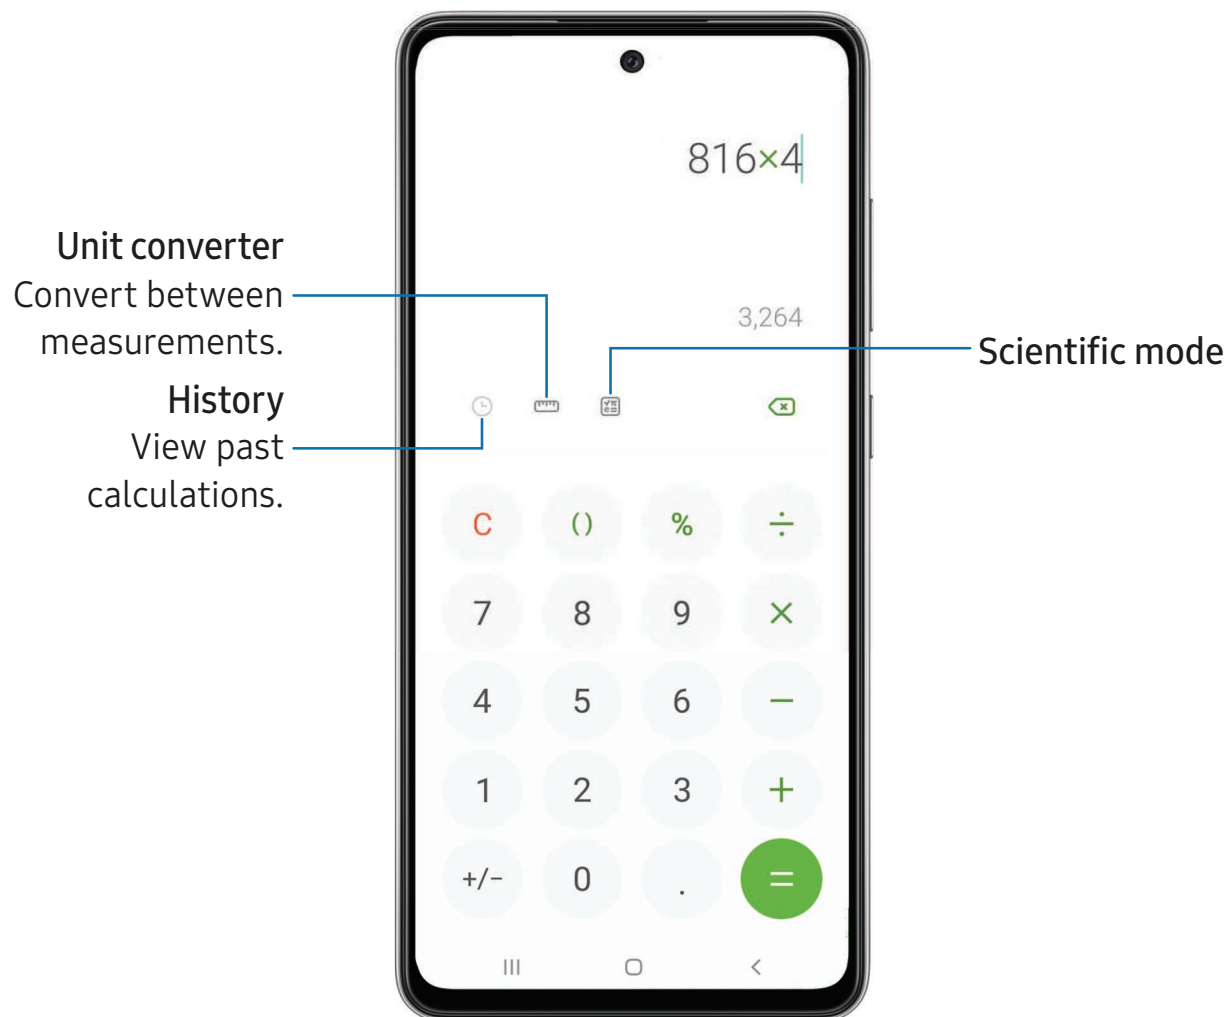 816×4
Unit converter
Convert between
measurements.
3,264
Scientific mode
History
View past
calculations.
C () % ÷
7 8 9 ×
4 5 6 −
1 2 3 +
+/− 0 . =